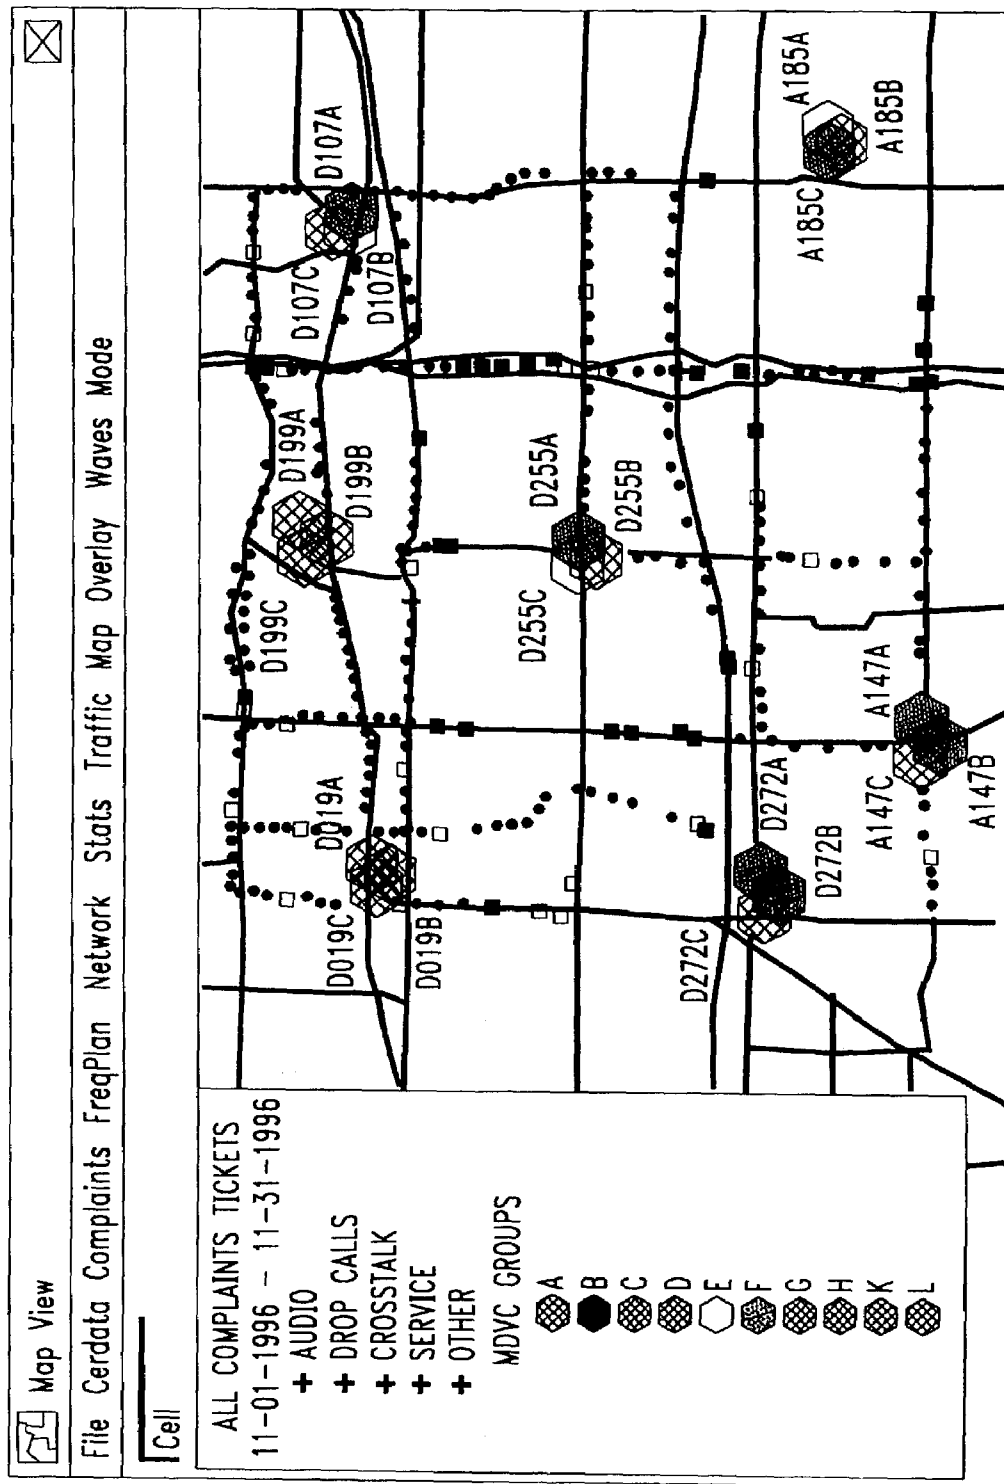 Map View
File Cerdata Complaints FreqPlan Network Stats Traffic Map Overlay Waves Mode
Cell
ALL COMPLAINTS TICKETS
11-01-1996 - 11-31-1996
+ AUDIO
+ DROP CALLS
+ CROSSTALK
+ SERVICE
+ OTHER
MDVC GROUPS
A
B
C
D
E
F
G
H
K
L
D019C
D019A
D019B
D199C
D199A
D199B
D107C
D107A
D107B
D255C
D255A
D255B
D272C
D272A
D272B
A147C
A147A
A147B
A185C
A185A
A185B